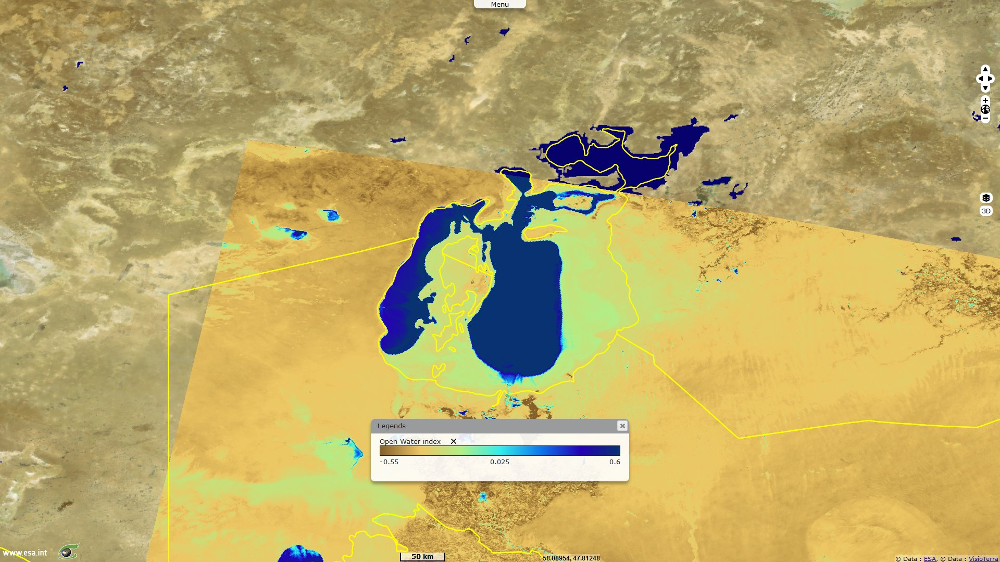 Menu
3D
Legends
Open Water index
-0.55 0.025 0.6
www.esa.int
50 km
58.08954, 47.81248
© Data : ESA, © Data : VisioTerra